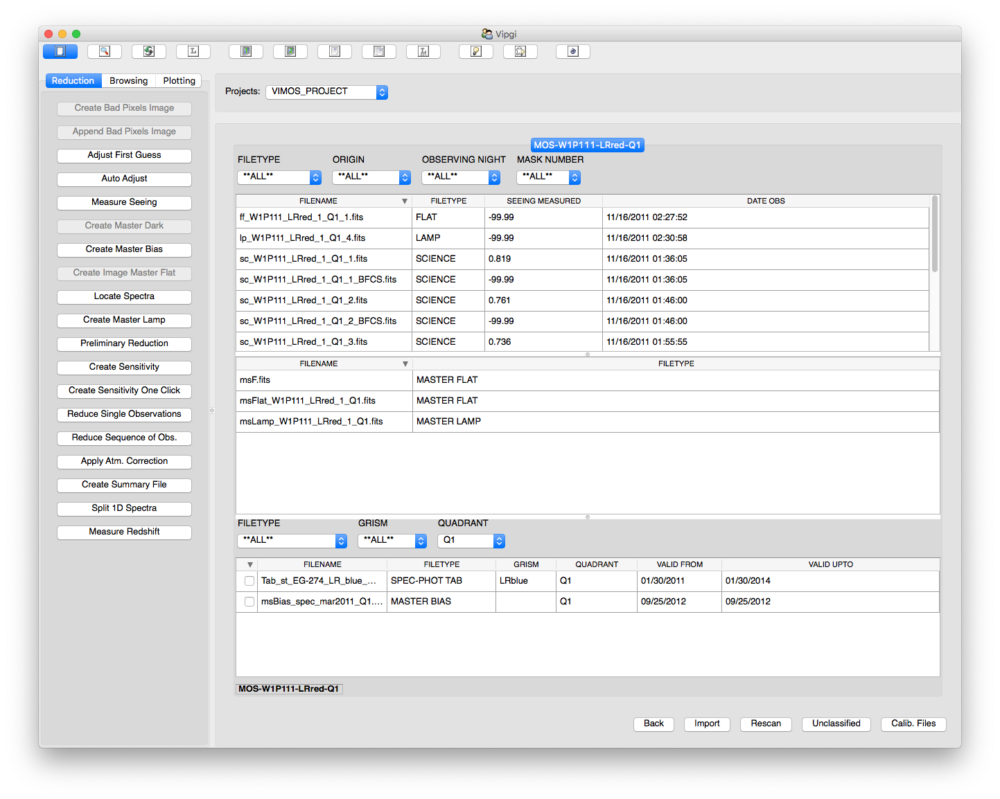 Vipgi
Reduction Browsing Plotting
Create Bad Pixels Image
Append Bad Pixels Image
Adjust First Guess
Auto Adjust
Measure Seeing
Create Master Dark
Create Master Bias
Create Image Master Flat
Locate Spectra
Create Master Lamp
Preliminary Reduction
Create Sensitivity
Create Sensitivity One Click
Reduce Single Observations
Reduce Sequence of Obs.
Apply Atm. Correction
Create Summary File
Split 1D Spectra
Measure Redshift
Projects: VIMOS_PROJECT
MOS-W1P111-LRred-Q1
FILETYPE ORIGIN OBSERVING NIGHT MASK NUMBER
**ALL** **ALL** **ALL** **ALL**
FILENAME FILETYPE SEEING MEASURED DATE OBS
ff_W1P111_LRred_1_Q1_1.fits FLAT -99.99 11/16/2011 02:27:52
lp_W1P111_LRred_1_Q1_4.fits LAMP -99.99 11/16/2011 02:30:58
sc_W1P111_LRred_1_Q1_1.fits SCIENCE 0.819 11/16/2011 01:36:05
sc_W1P111_LRred_1_Q1_1_BFCS.fits SCIENCE -99.99 11/16/2011 01:36:05
sc_W1P111_LRred_1_Q1_2.fits SCIENCE 0.761 11/16/2011 01:46:00
sc_W1P111_LRred_1_Q1_2_BFCS.fits SCIENCE -99.99 11/16/2011 01:46:00
sc_W1P111_LRred_1_Q1_3.fits SCIENCE 0.736 11/16/2011 01:55:55
FILENAME FILETYPE
msF.fits MASTER FLAT
msFlat_W1P111_LRred_1_Q1.fits MASTER FLAT
msLamp_W1P111_LRred_1_Q1.fits MASTER LAMP
FILETYPE GRISM QUADRANT
**ALL** **ALL** Q1
FILENAME FILETYPE GRISM QUADRANT VALID FROM VALID UPTO
Tab_st_EG-274_LR_blue_... SPEC-PHOT TAB LRblue Q1 01/30/2011 01/30/2014
msBias_spec_mar2011_Q1.... MASTER BIAS Q1 09/25/2012 09/25/2012
MOS-W1P111-LRred-Q1
Back Import Rescan Unclassified Calib. Files